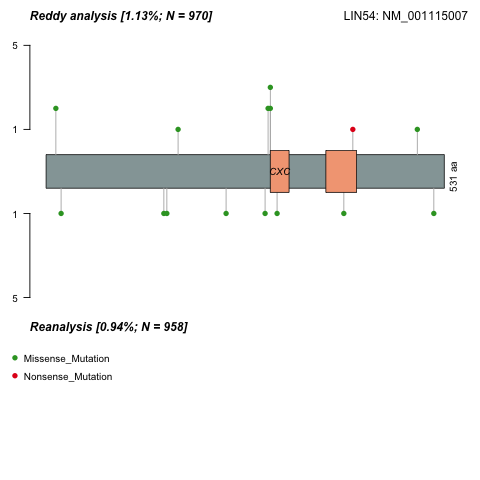 Reddy analysis [1.13%; N = 970]
LIN54: NM_001115007
5
1
CXC
531 aa
1
5
Reanalysis [0.94%; N = 958]
Missense_Mutation
Nonsense_Mutation